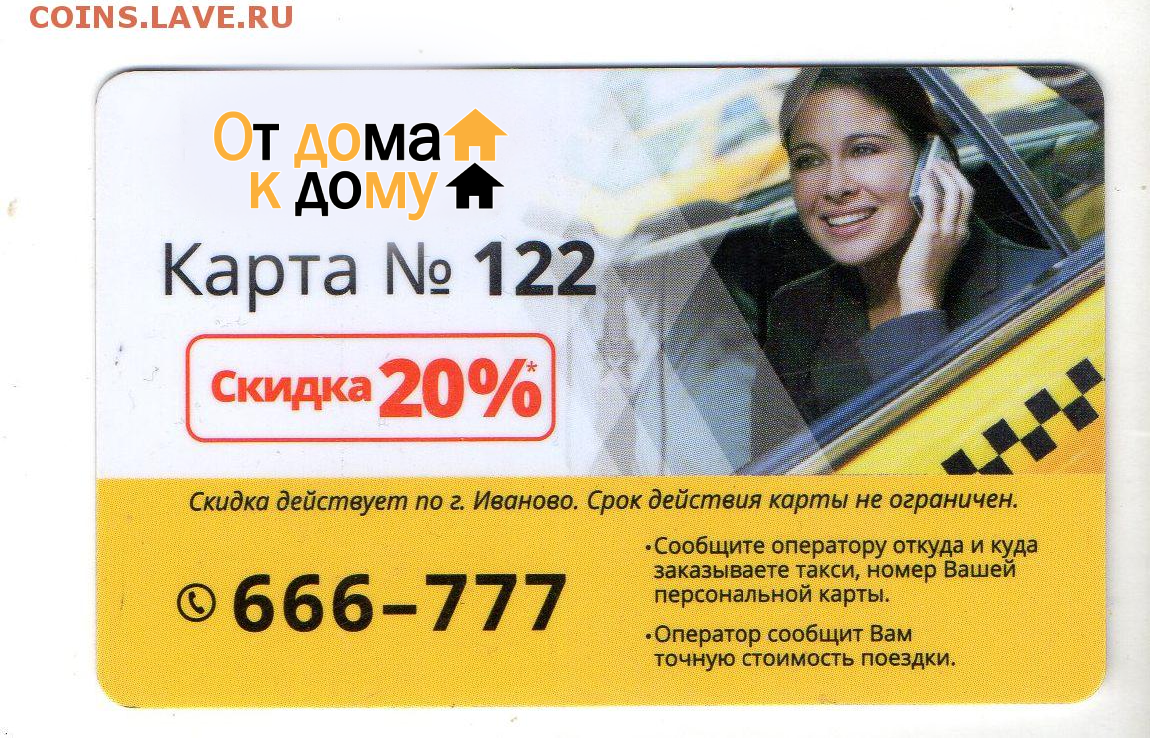 COINS.LAVE.RU
От дома
к дому
Карта № 122
Скидка 20%*
Скидка действует по г. Иваново. Срок действия карты не ограничен.
666–777
•Сообщите оператору откуда и куда
заказываете такси, номер Вашей
персональной карты.
•Оператор сообщит Вам
точную стоимость поездки.